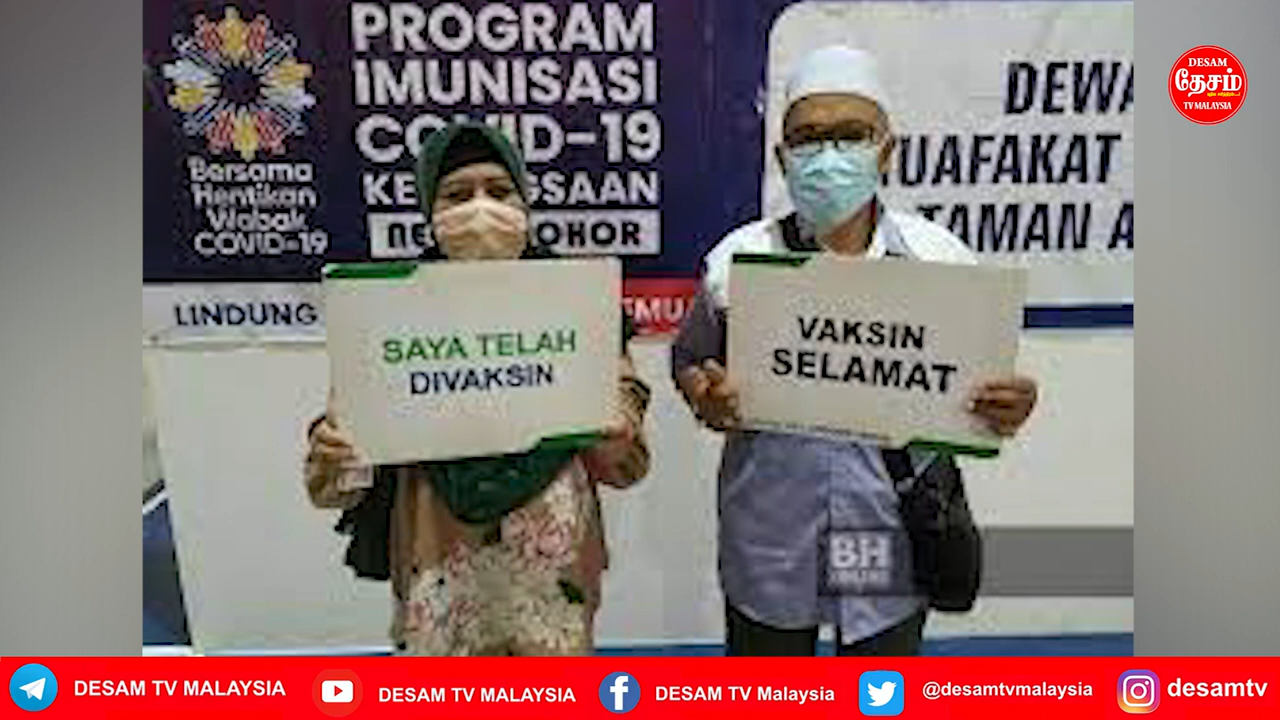 PROGRAM
IMUNISASI
COVID-19
Bersama
Hentikan
Wabak
COVID-19
LINDUNG
DEWA
UAFAKAT
TAMAN A
SAYA TELAH
DIVAKSIN
VAKSIN
SELAMAT
BH
DESAM
தேசம்
TV MALAYSIA
DESAM TV MALAYSIA
DESAM TV MALAYSIA
DESAM TV Malaysia
@desamtvmalaysia
desamtv